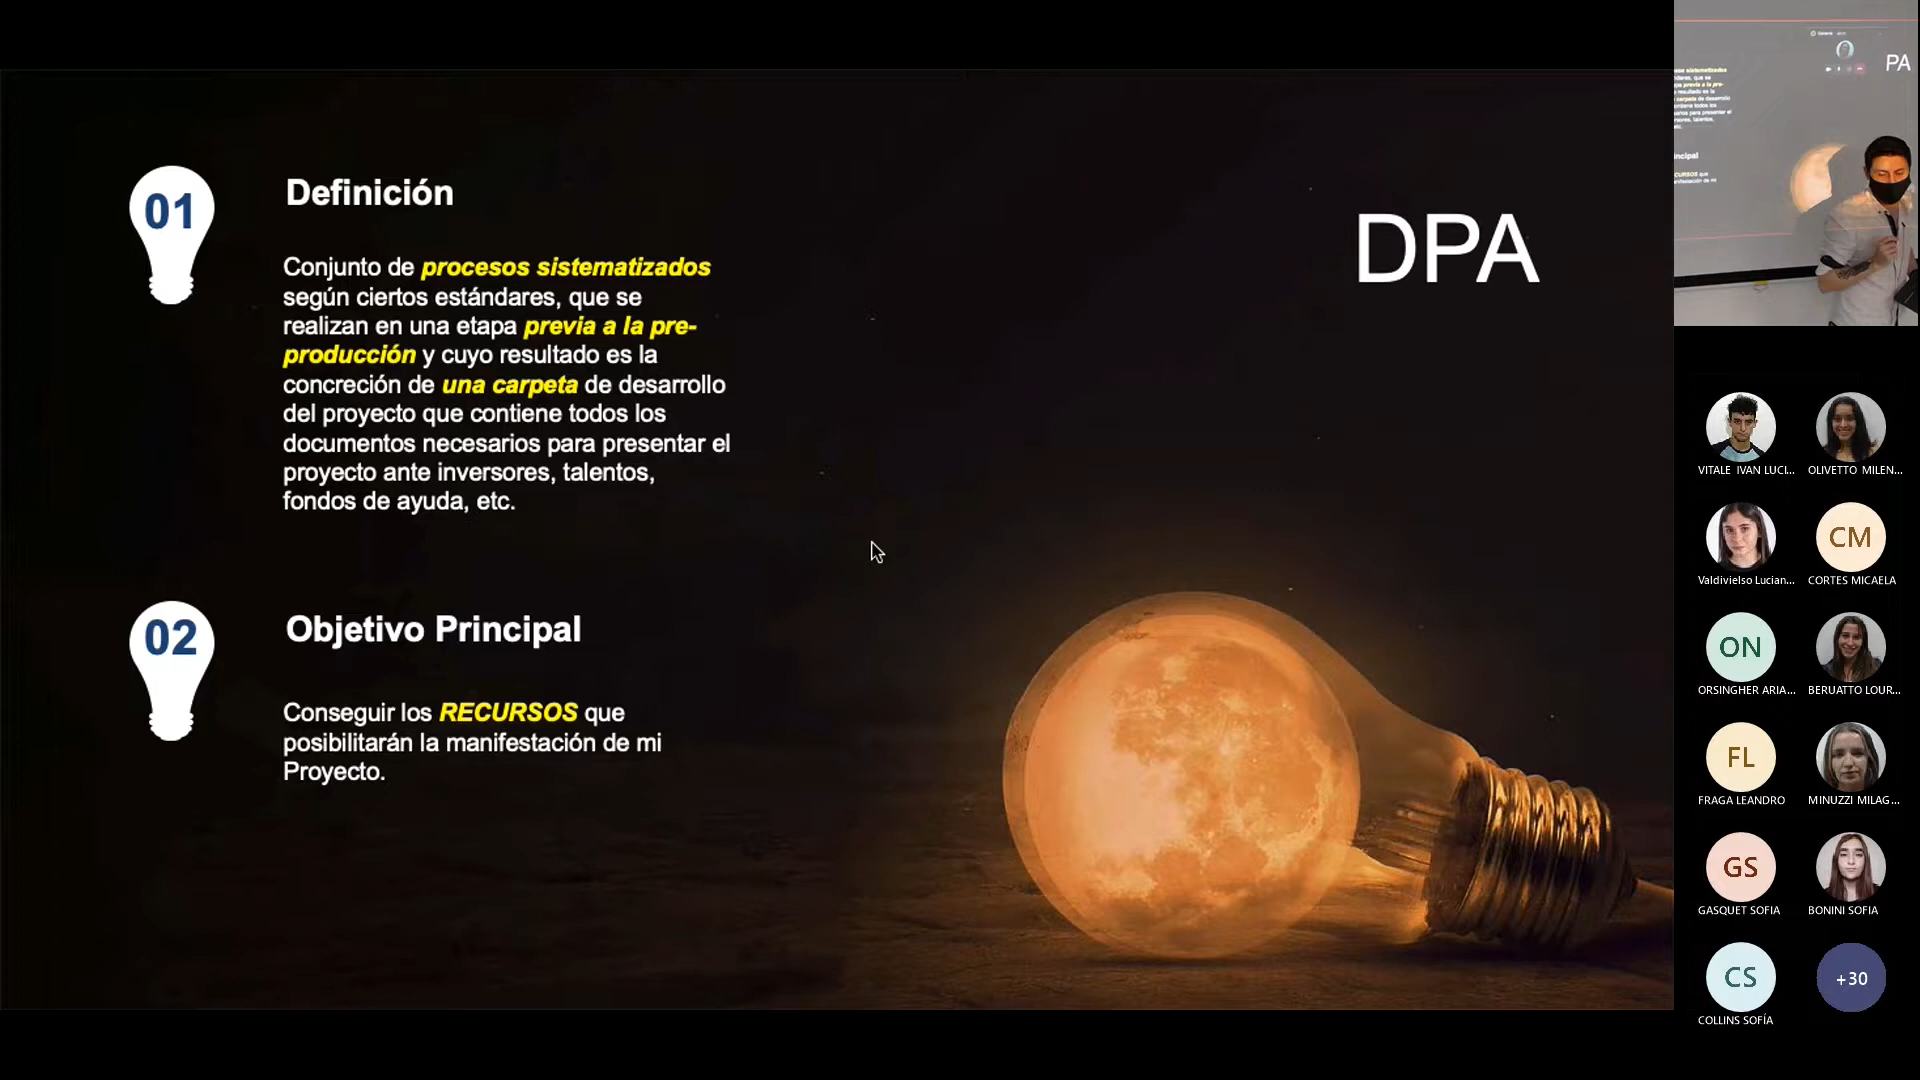 01
Definición
Conjunto de procesos sistematizados
según ciertos estándares, que se
realizan en una etapa previa a la pre-
producción y cuyo resultado es la
concreción de una carpeta de desarrollo
del proyecto que contiene todos los
documentos necesarios para presentar el
proyecto ante inversores, talentos,
fondos de ayuda, etc.
02
Objetivo Principal
Conseguir los RECURSOS que
posibilitarán la manifestación de mi
Proyecto.
DPA
PA
VITALE IVAN LUCI...
OLIVETTO MILEN...
Valdivielso Lucian...
CM
CORTES MICAELA
ON
ORSINGHER ARIA...
BERUATTO LOUR...
FL
FRAGA LEANDRO
MINUZZI MILAG...
GS
GASQUET SOFIA
BONINI SOFIA
CS
COLLINS SOFÍA
+30